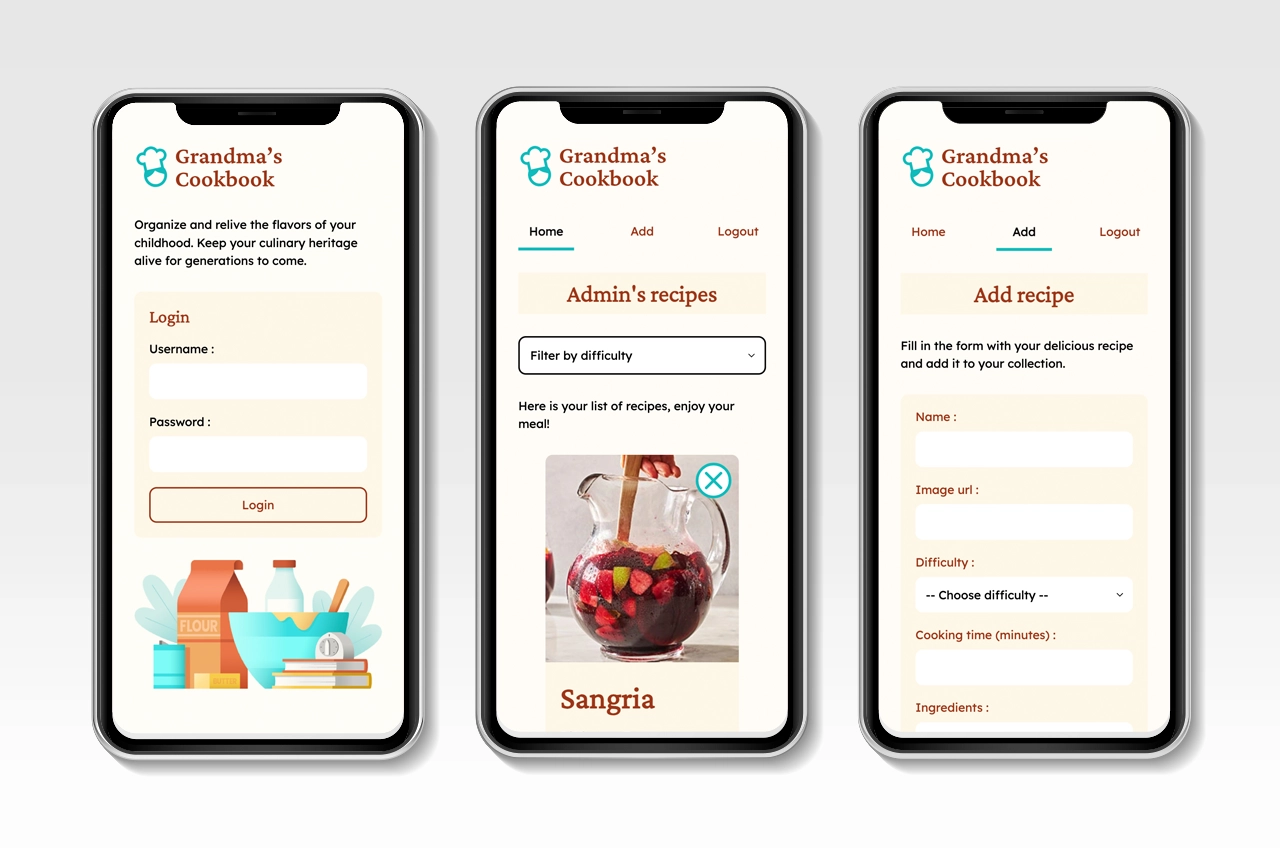 Grandma's
Cookbook
Organize and relive the flavors of your
childhood. Keep your culinary heritage
alive for generations to come.
Login
Username :
Password :
Login
FLOUR
BUTTER
Grandma's
Cookbook
Home Add Logout
Admin's recipes
Filter by difficulty
Here is your list of recipes, enjoy your
meal!
Sangria
Grandma's
Cookbook
Home Add Logout
Add recipe
Fill in the form with your delicious recipe
and add it to your collection.
Name :
Image url :
Difficulty :
-- Choose difficulty --
Cooking time (minutes) :
Ingredients :